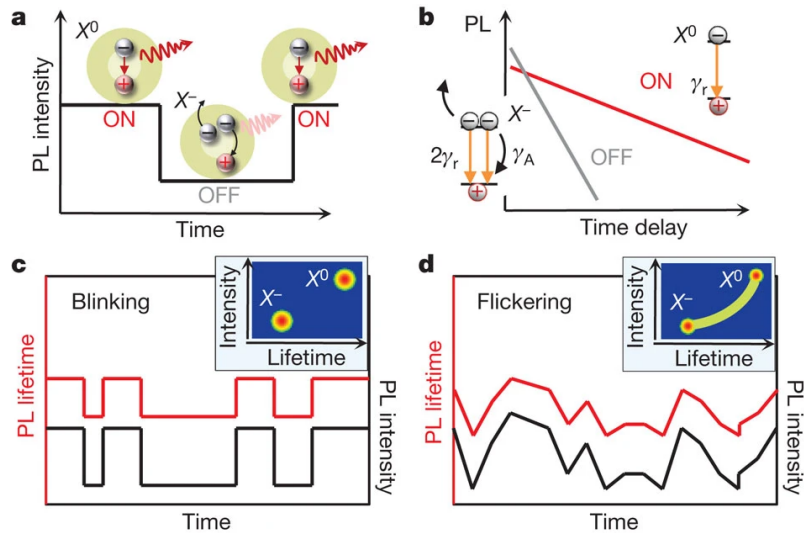 a
X⁰
PL intensity
ON
X⁻
OFF
ON
Time
b
PL
X⁰
ON
γr
X⁻
2γr
γA
OFF
Time delay
c
Blinking
Intensity
X⁻
X⁰
Lifetime
PL lifetime
PL intensity
Time
d
Flickering
Intensity
X⁻
X⁰
Lifetime
PL lifetime
PL intensity
Time